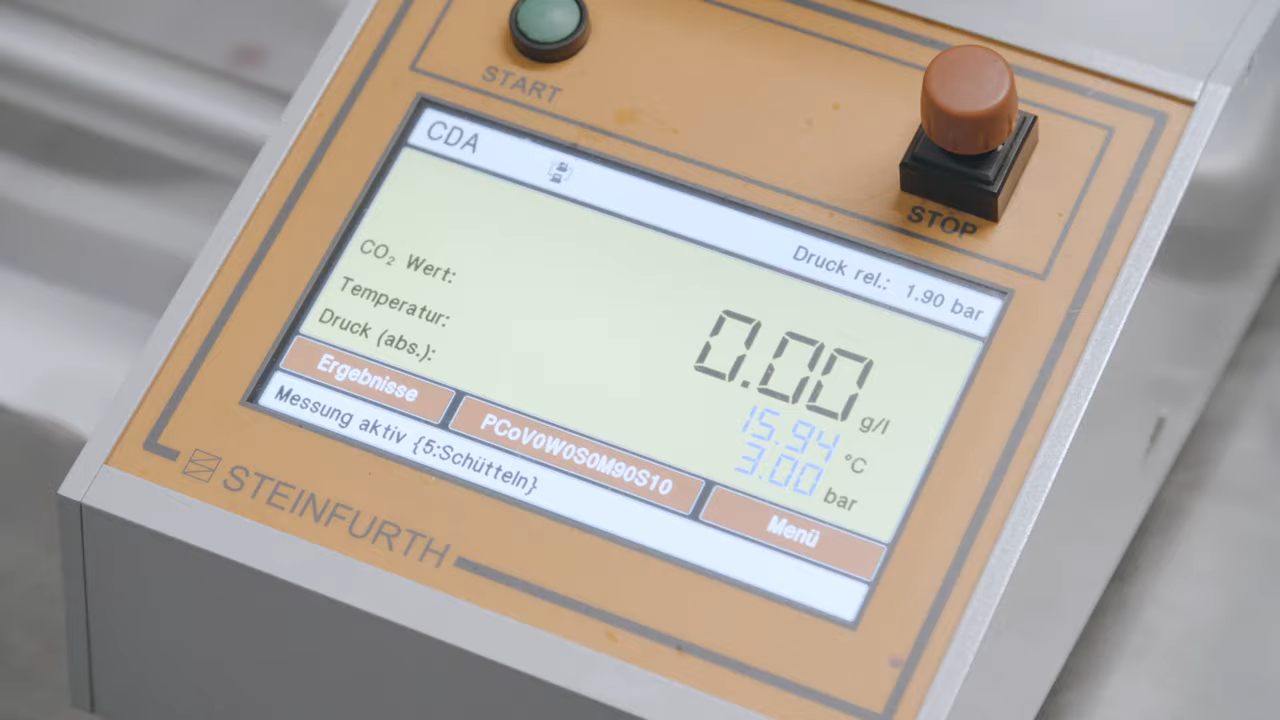 START
STOP
CDA
Druck rel.: 1.90 bar
CO₂ Wert: 0.00 g/l
Temperatur: 15.94 °C
Druck (abs.): 3.00 bar
Ergebnisse PCoV0W0S0M90S10 Menü
Messung aktiv {5:Schütteln}
STEINFURTH